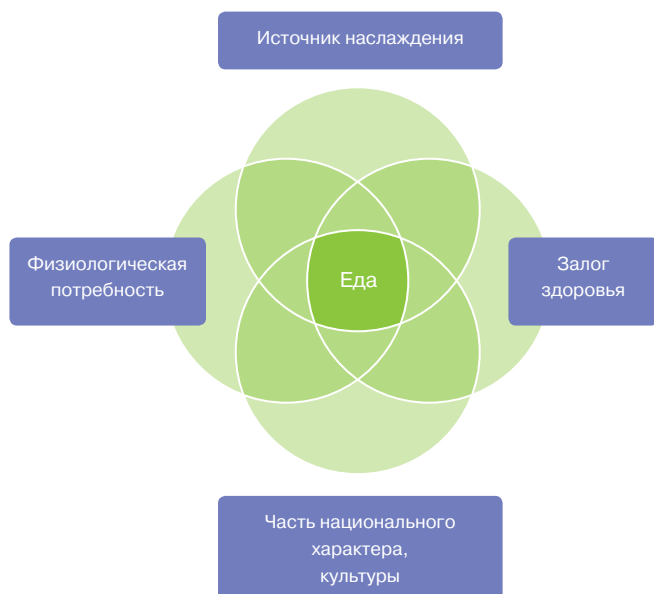 Источник наслаждения
Физиологическая
потребность
Еда
Залог
здоровья
Часть национального
характера,
культуры